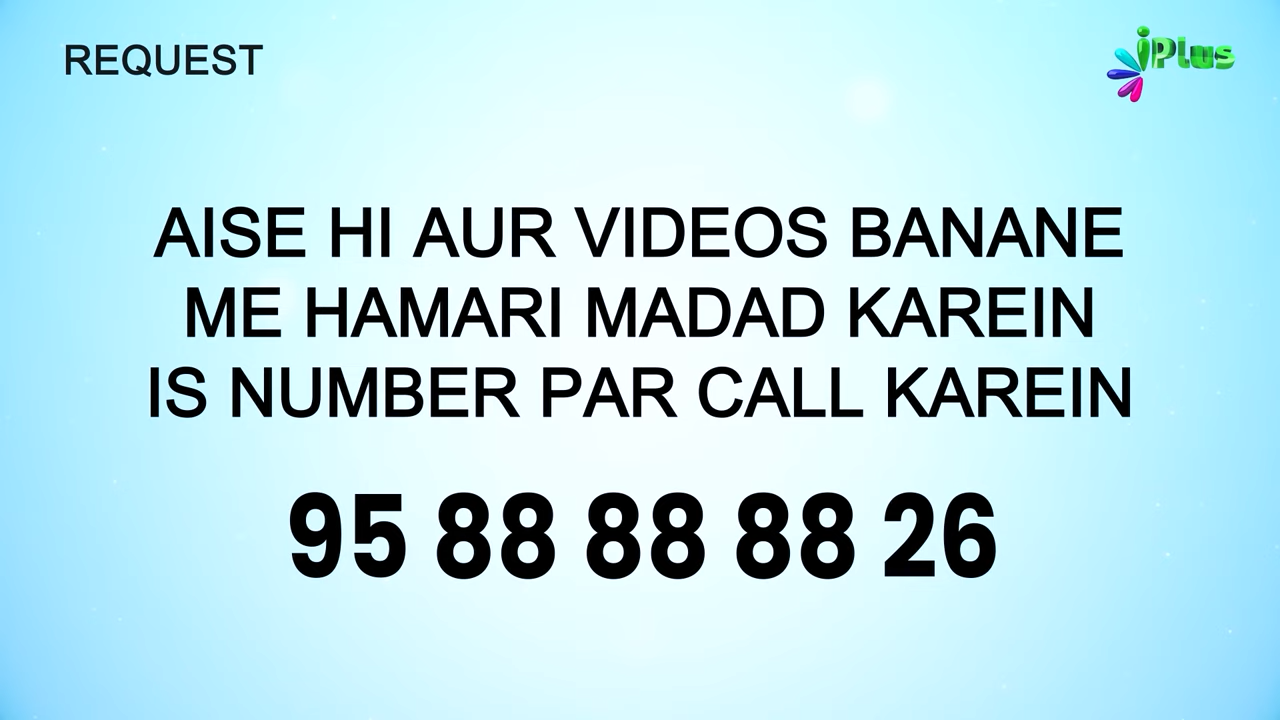 REQUEST
iPlus
AISE HI AUR VIDEOS BANANE
ME HAMARI MADAD KAREIN
IS NUMBER PAR CALL KAREIN
95 88 88 88 26